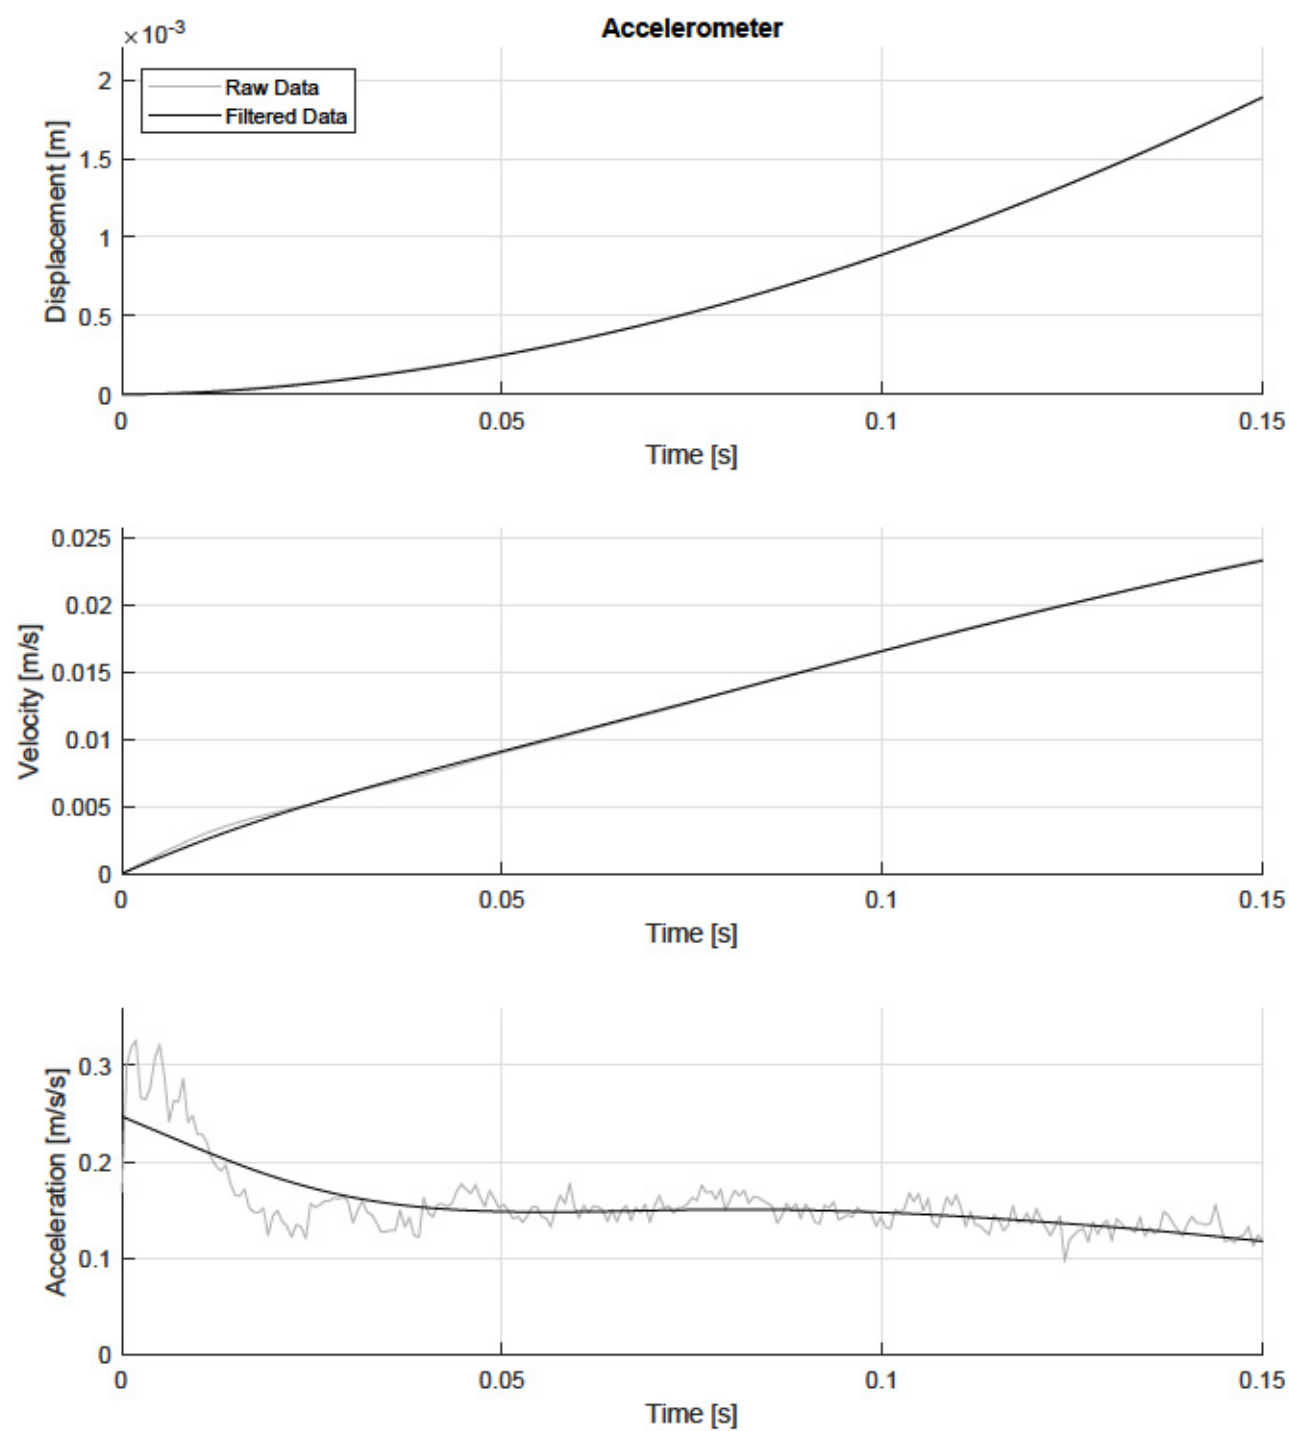 Accelerometer
×10⁻³
Raw Data
Filtered Data
Displacement [m]
2
1.5
1
0.5
0
0 0.05 0.1 0.15
Time [s]
Velocity [m/s]
0.025
0.02
0.015
0.01
0.005
0
0 0.05 0.1 0.15
Time [s]
Acceleration [m/s/s]
0.3
0.2
0.1
0
0 0.05 0.1 0.15
Time [s]